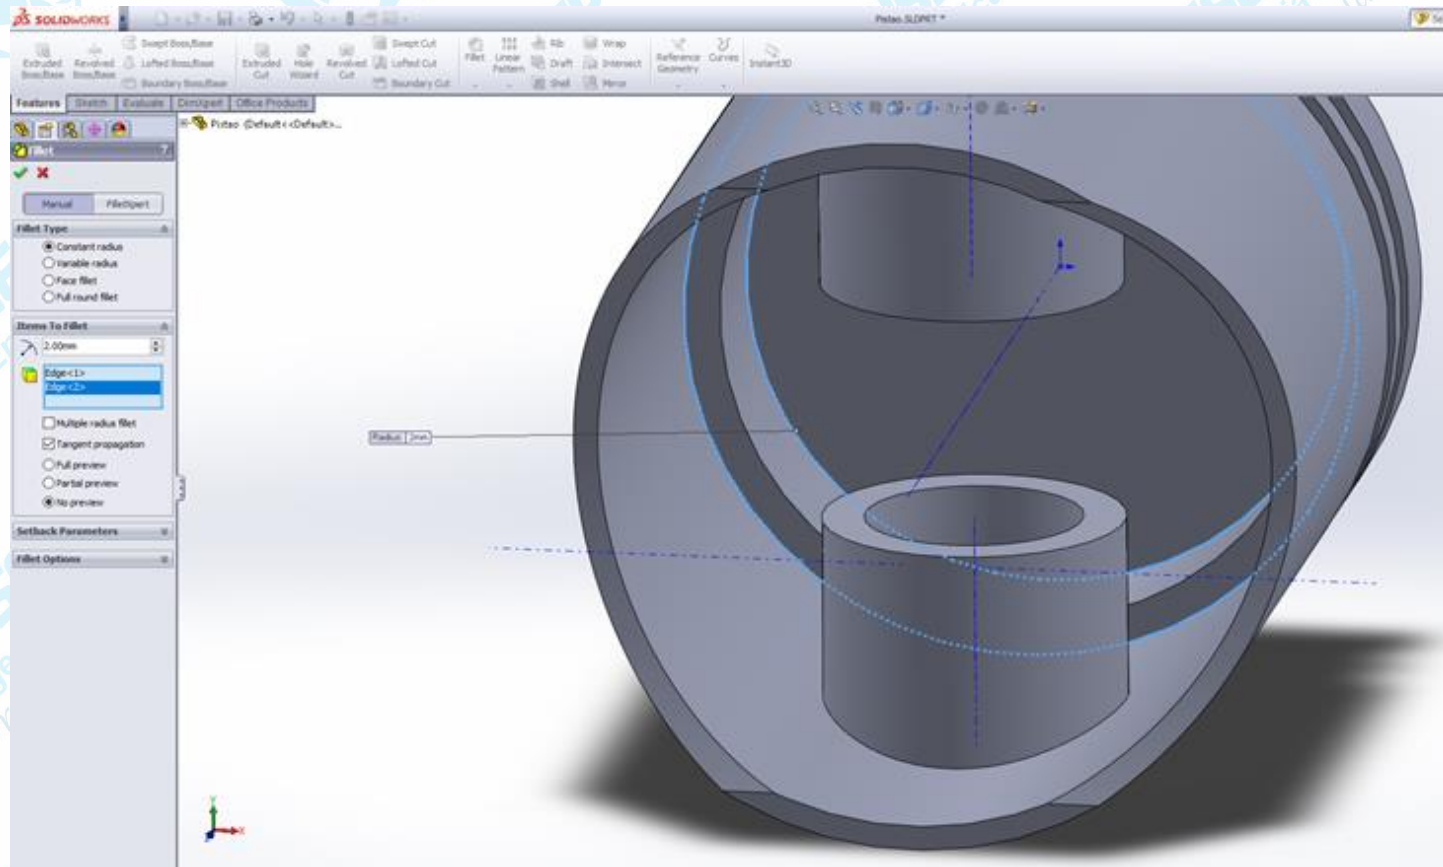 SOLIDWORKS
Pistao.SLDPRT *
Extruded Boss/Base
Revolved Boss/Base
Swept Boss/Base
Lofted Boss/Base
Boundary Boss/Base
Extruded Cut
Hole Wizard
Revolved Cut
Swept Cut
Lofted Cut
Boundary Cut
Fillet
Linear Pattern
Rib
Draft
Shell
Wrap
Intersect
Mirror
Reference Geometry
Curves
Instant3D
Features Sketch Evaluate DimXpert Office Products
Pistao (Default<<Default>...
Fillet ?
Manual FilletXpert
Fillet Type
Constant radius
Variable radius
Face fillet
Full round fillet
Items To Fillet
2.00mm
Edge<1>
Edge<2>
Multiple radius fillet
Tangent propagation
Full preview
Partial preview
No preview
Setback Parameters
Fillet Options
Radius: 2mm
Y
X